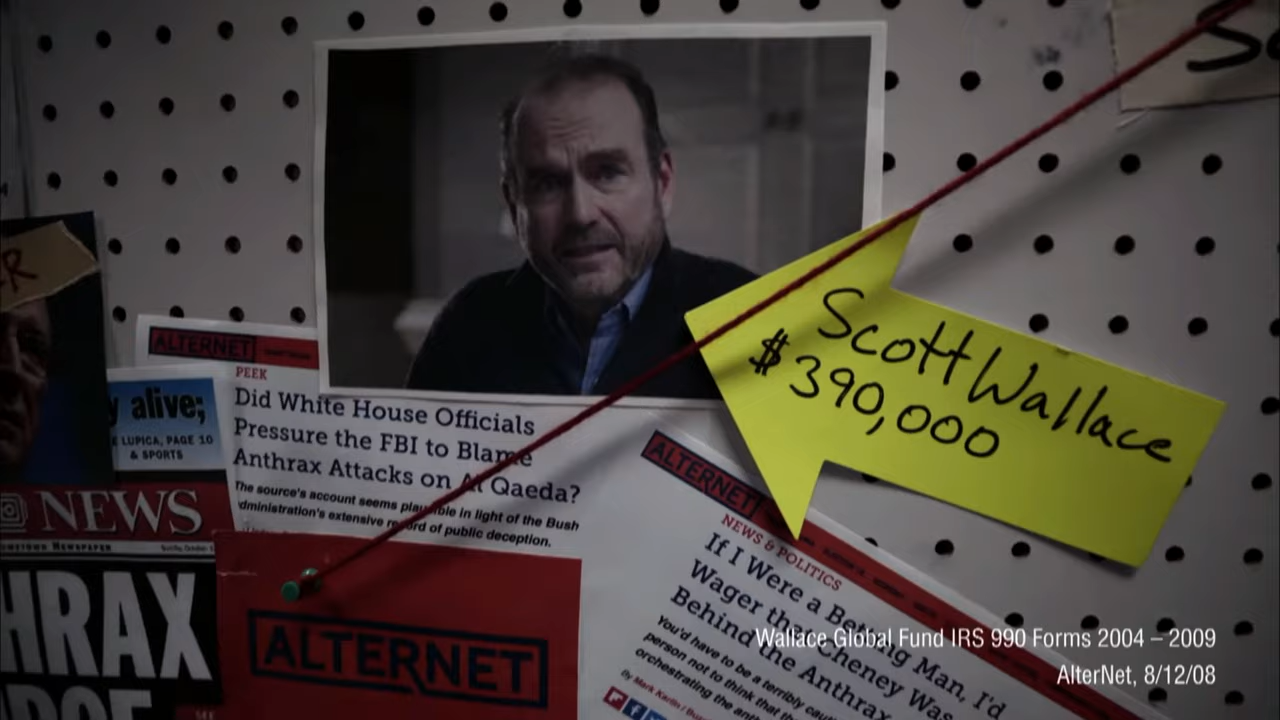 ALTERNET
PEEK
Did White House Officials
Pressure the FBI to Blame
Anthrax Attacks on Al Qaeda?
The source's account seems plausible in light of the Bush
administration's extensive record of public deception.
Scott Wallace
$390,000
R
y alive;
E LUPICA, PAGE 10
& SPORTS
NEWS
HRAX
ALTERNET
ALTERNET
NEWS & POLITICS
If I Were a Betting Man, I'd
Wager that Cheney Was
Behind the Anthrax
You'd have to be a terribly
person not to think that
orchestrating the
By Mark Karlin /
Wallace Global Fund IRS 990 Forms 2004 – 2009
AlterNet, 8/12/08